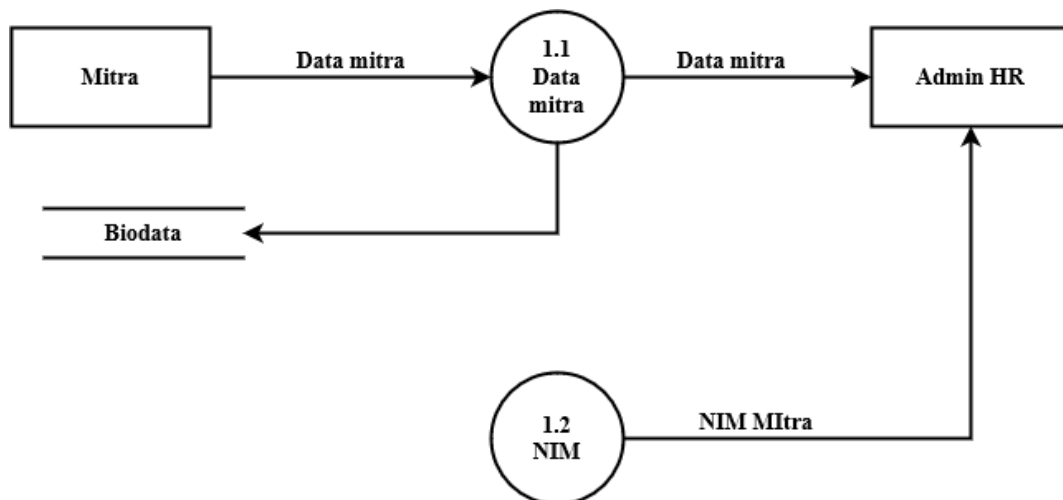 Mitra
Data mitra
1.1
Data
mitra
Data mitra
Admin HR
Biodata
1.2
NIM
NIM MItra